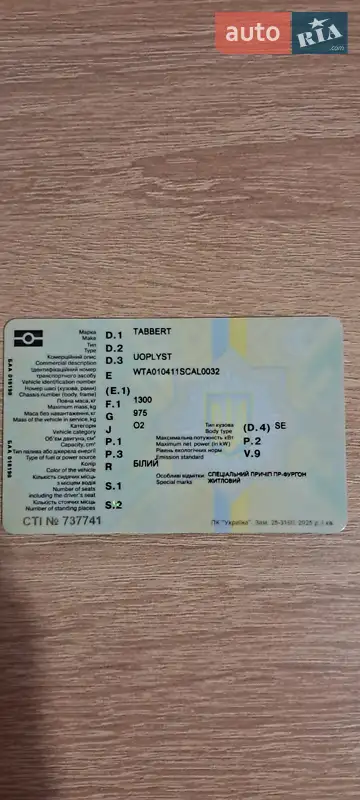 auto RIA.com
Марка
Make D.1 TABBERT
Тип
Type D.2
Комерційний опис
Commercial description D.3 UOPLYST
Ідентифікаційний номер
транспортного засобу E WTA010411SCAL0032
Vehicle identification number
Номер шасі (кузова, рами) (E.1)
Chassis number (body, frame)
Повна маса, кг F.1 1300
Maximum mass, kg
Маса без навантаження, кг G 975
Mass of the vehicle in service, kg
Категорія J O2 Тип кузова (D.4) SE
Vehicle category Body Type
Об'єм двигуна, см³ P.1 Максимальна потужність кВт P.2
Capacity, cm³ Maximum net power (in kW)
Тип палива або джерела енергії P.3 Рівень екологічних норм V.9
Type of fuel or power source Emission standard
Колір R БІЛИЙ
Color of the vehicle
Кількість сидячих місць Особливі відмітки СПЕЦІАЛЬНИЙ ПРИЧІП ПР-ФУРГОН
з місцем водія S.1 Special marks ЖИТЛОВИЙ
Number of seats
including the driver's seat
Кількість стоячих місць S.2
Number of standing places
СТІ № 737741
ПК "Україна". Зам. 25-3100, 2025 р., I кв.